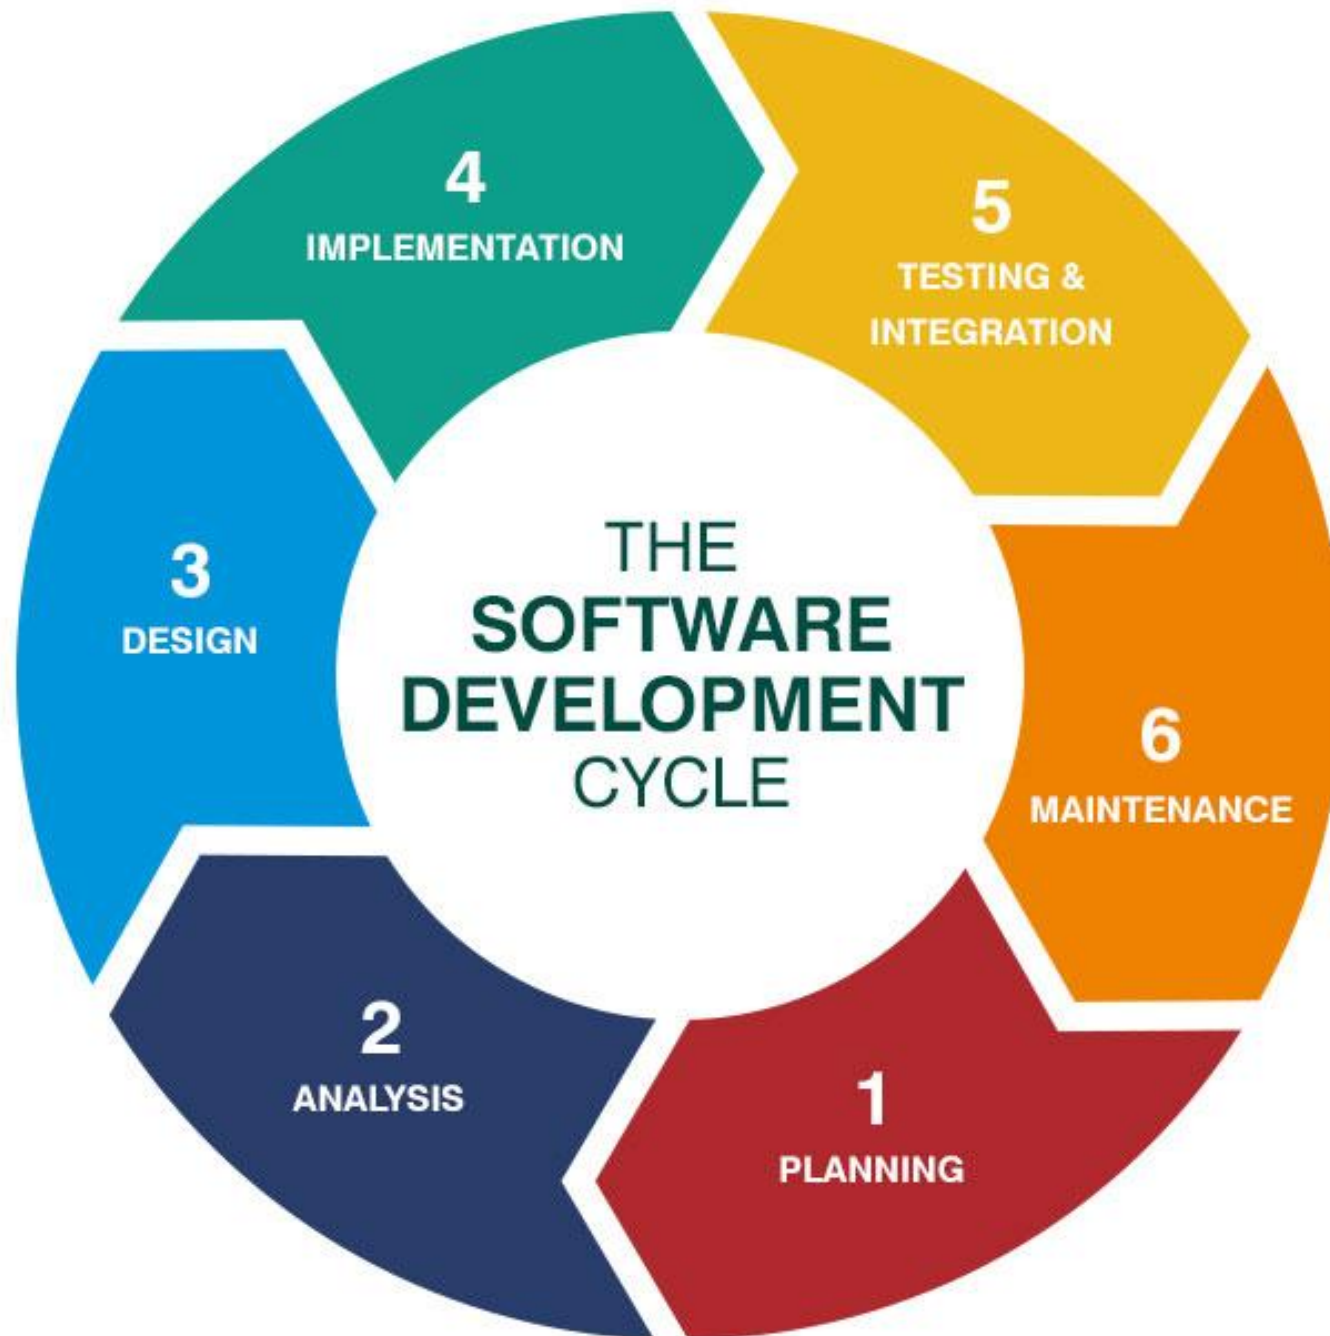 THE
SOFTWARE
DEVELOPMENT
CYCLE
1
PLANNING
2
ANALYSIS
3
DESIGN
4
IMPLEMENTATION
5
TESTING &
INTEGRATION
6
MAINTENANCE